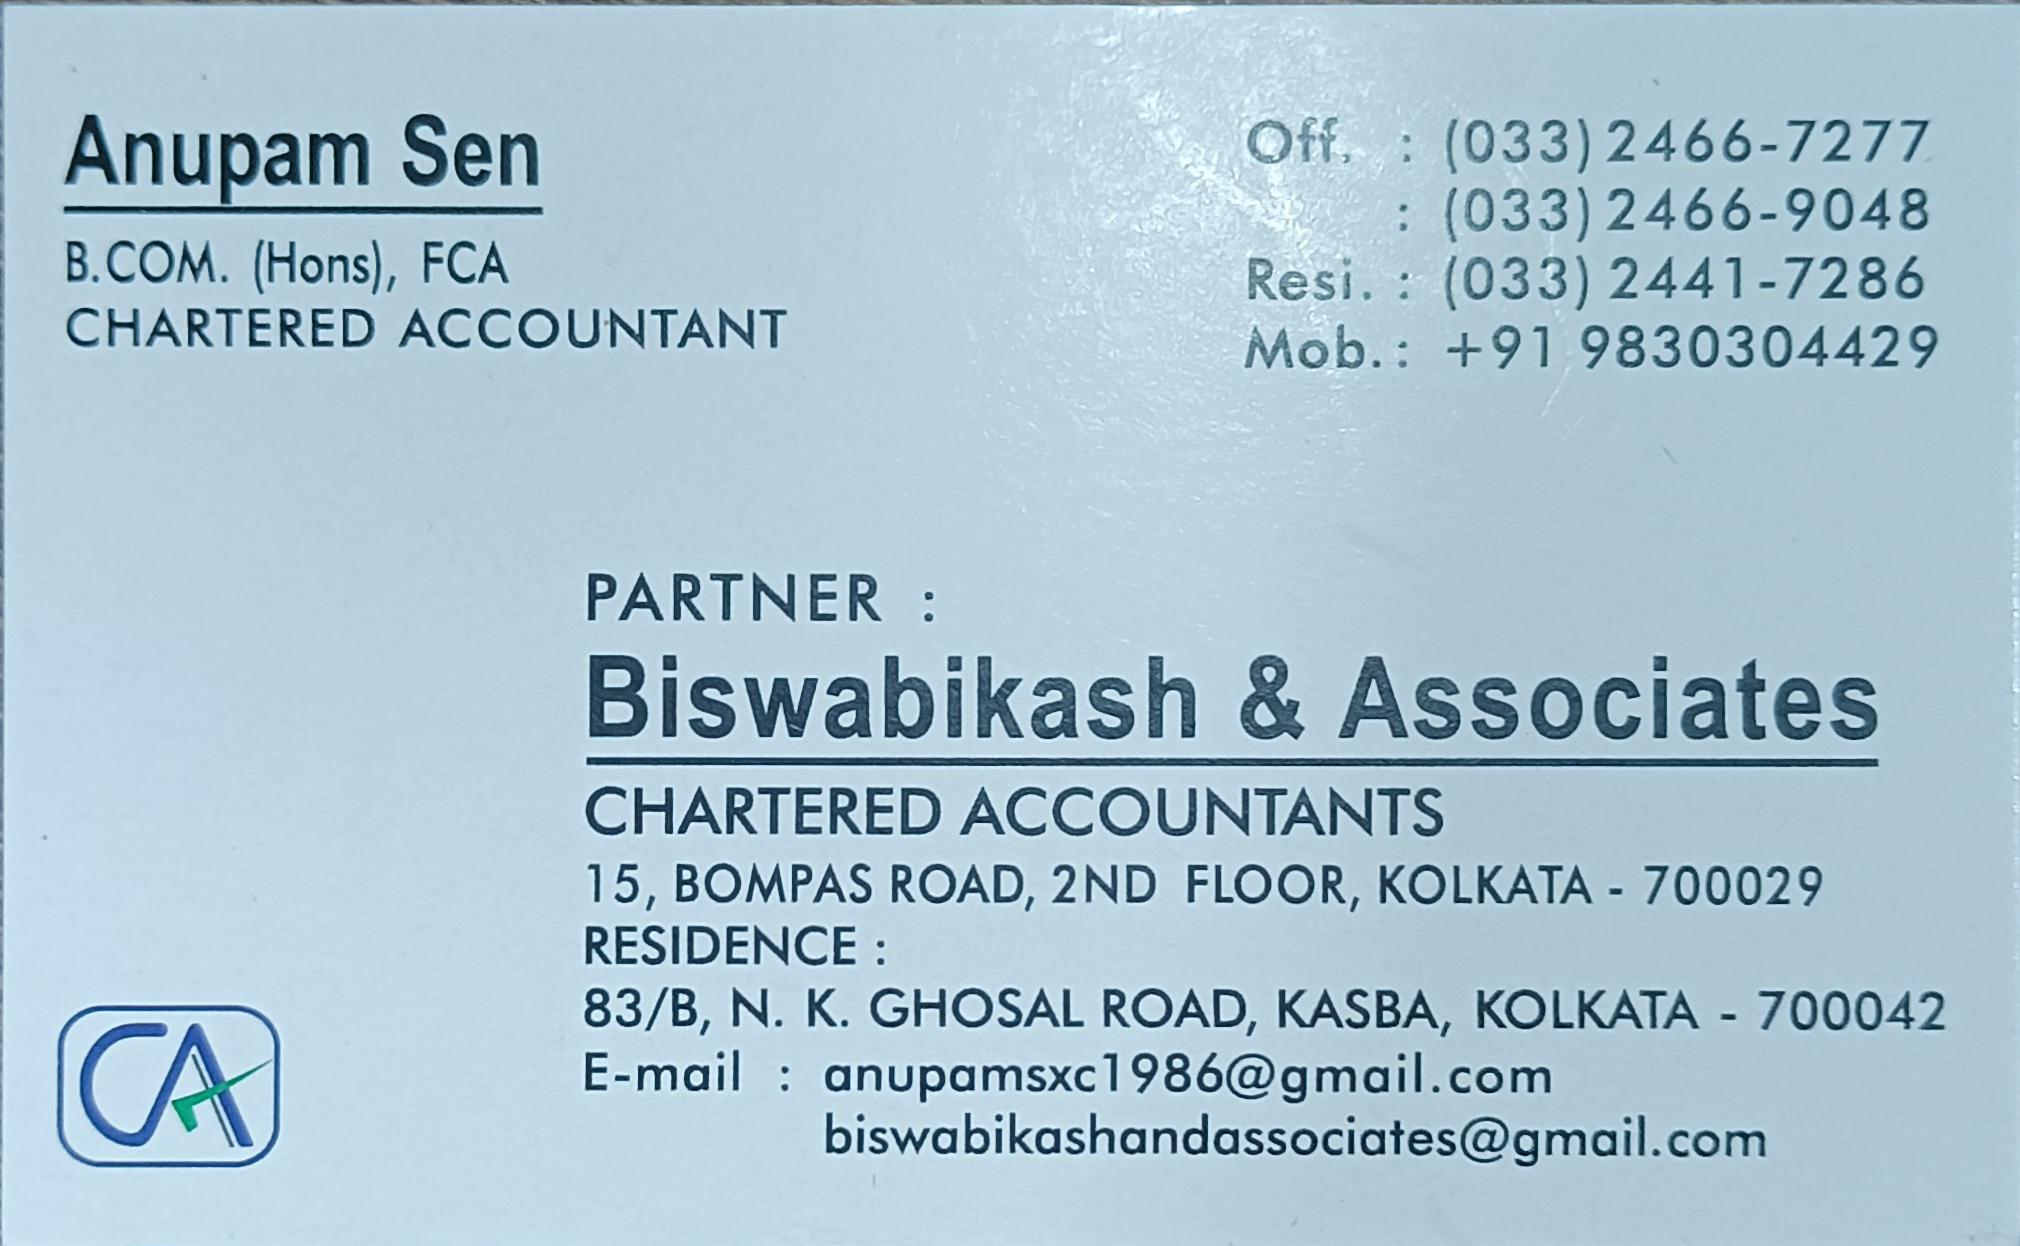 Anupam Sen
B.COM. (Hons), FCA
CHARTERED ACCOUNTANT
Off. : (033) 2466-7277
: (033) 2466-9048
Resi. : (033) 2441-7286
Mob. : +91 9830304429
PARTNER :
Biswabikash & Associates
CHARTERED ACCOUNTANTS
15, BOMPAS ROAD, 2ND FLOOR, KOLKATA - 700029
RESIDENCE :
83/B, N. K. GHOSAL ROAD, KASBA, KOLKATA - 700042
E-mail : anupamsxc1986@gmail.com
biswabikashandassociates@gmail.com
CA